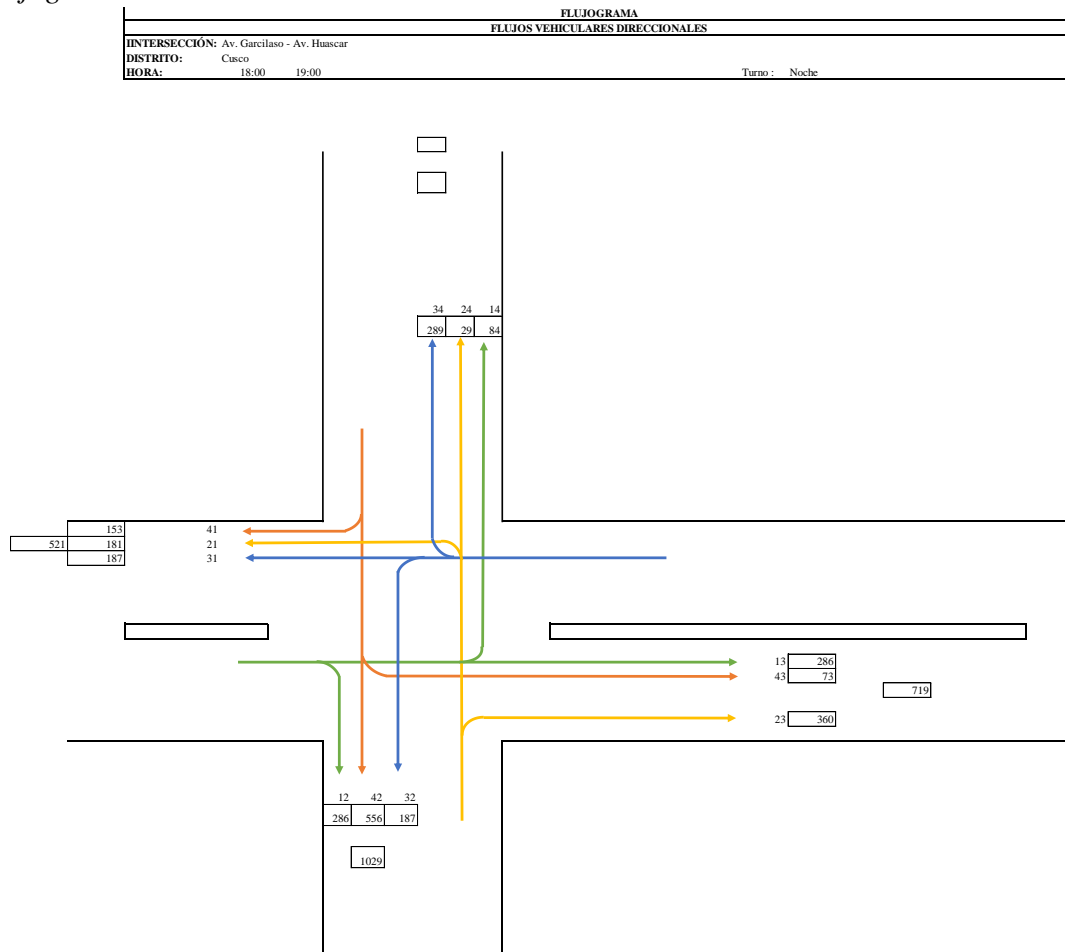 FLUJOGRAMA
FLUJOS VEHICULARES DIRECCIONALES
IINTERSECCIÓN: Av. Garcilaso - Av. Huascar
DISTRITO: Cusco
HORA: 18:00 19:00 Turno : Noche
34 24 14
289 29 84
153 41
521 181 21
187 31
13 286
43 73
719
23 360
12 42 32
286 556 187
1029